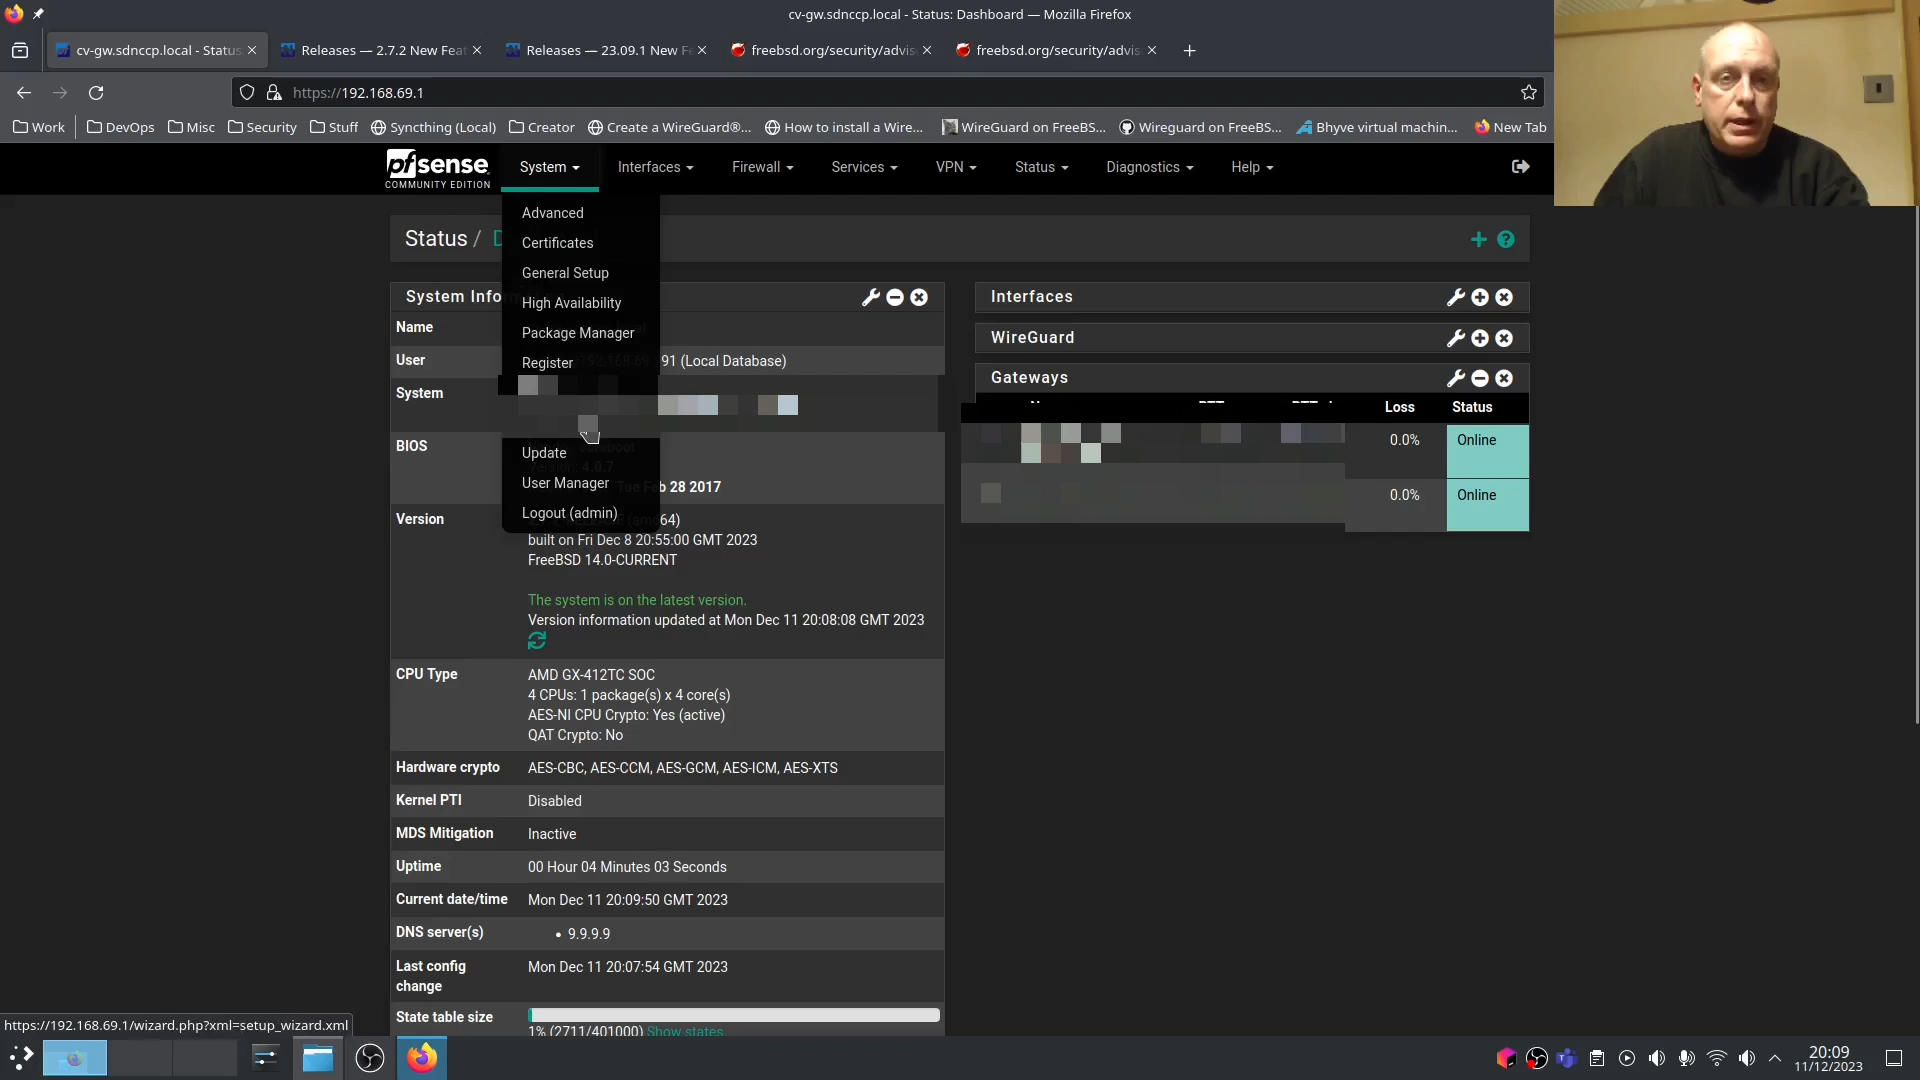 cv-gw.sdnccp.local - Status: Dashboard — Mozilla Firefox
cv-gw.sdnccp.local - Status:
Releases — 2.7.2 New Feat
Releases — 23.09.1 New Fe
freebsd.org/security/advis
freebsd.org/security/advis
https://192.168.69.1
Work
DevOps
Misc
Security
Stuff
Syncthing (Local)
Creator
Create a WireGuard®...
How to install a Wire...
WireGuard on FreeBS...
Wireguard on FreeBS...
Bhyve virtual machin...
New Tab
pfsense
COMMUNITY EDITION
System
Interfaces
Firewall
Services
VPN
Status
Diagnostics
Help
Advanced
Certificates
General Setup
High Availability
Package Manager
Register
Update
User Manager
Logout (admin)
Status /
System Infor
Name
User
91 (Local Database)
System
BIOS
4.0.7
Tue Feb 28 2017
Version
64)
built on Fri Dec 8 20:55:00 GMT 2023
FreeBSD 14.0-CURRENT
The system is on the latest version.
Version information updated at Mon Dec 11 20:08:08 GMT 2023
CPU Type
AMD GX-412TC SOC
4 CPUs: 1 package(s) x 4 core(s)
AES-NI CPU Crypto: Yes (active)
QAT Crypto: No
Hardware crypto
AES-CBC, AES-CCM, AES-GCM, AES-ICM, AES-XTS
Kernel PTI
Disabled
MDS Mitigation
Inactive
Uptime
00 Hour 04 Minutes 03 Seconds
Current date/time
Mon Dec 11 20:09:50 GMT 2023
DNS server(s)
9.9.9.9
Last config
change
Mon Dec 11 20:07:54 GMT 2023
State table size
1% (2711/401000) Show states
Interfaces
WireGuard
Gateways
Loss
Status
0.0%
Online
0.0%
Online
https://192.168.69.1/wizard.php?xml=setup_wizard.xml
20:09
11/12/2023